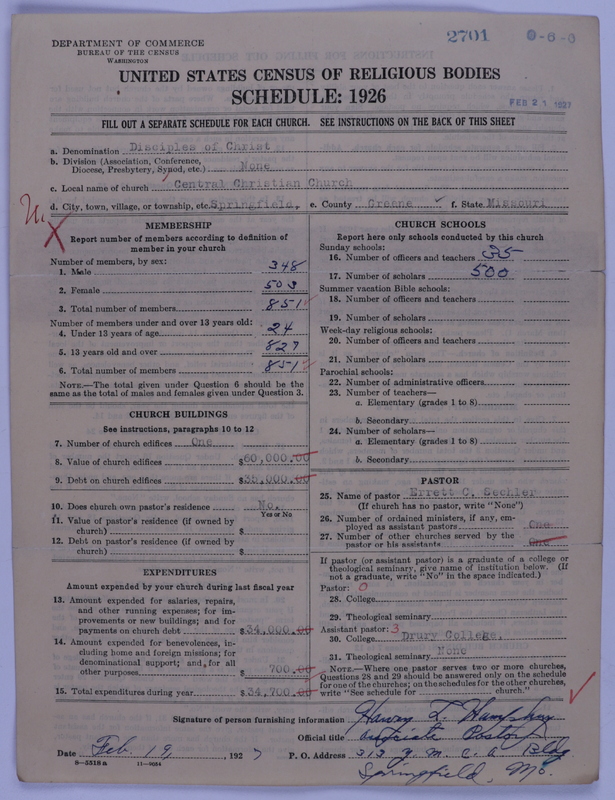 2701
0-6-6
DEPARTMENT OF COMMERCE
BUREAU OF THE CENSUS
WASHINGTON
UNITED STATES CENSUS OF RELIGIOUS BODIES
SCHEDULE: 1926
FEB 21 1927
FILL OUT A SEPARATE SCHEDULE FOR EACH CHURCH. SEE INSTRUCTIONS ON THE BACK OF THIS SHEET
a. Denomination Disciples of Christ
b. Division (Association, Conference,
Diocese, Presbytery, Synod, etc.) None
c. Local name of church Central Christian Church
d. City, town, village, or township, etc. Springfield, e. County Greene f. State Missouri
MEMBERSHIP
Report number of members according to definition of
member in your church
Number of members, by sex:
1. Male 348
2. Female 503
3. Total number of members 851
Number of members under and over 13 years old:
4. Under 13 years of age 24
5. 13 years old and over 827
6. Total number of members 851
NOTE.—The total given under Question 6 should be
same as the total of males and females given under Question 3.
CHURCH BUILDINGS
See instructions, paragraphs 10 to 12
7. Number of church edifices One
8. Value of church edifices $60,000.00
9. Debt on church edifices $35,000.00
10. Does church own pastor's residence No.
Yes or No
11. Value of pastor's residence (if owned by
church) $
12. Debt on pastor's residence (if owned by
church) $
EXPENDITURES
Amount expended by your church during last fiscal year
13. Amount expended for salaries, repairs,
and other running expenses; for im-
provements or new buildings; and for
payments on church debt $34,000.00
14. Amount expended for benevolences, in-
cluding home and foreign missions; for
denominational support; and for all
other purposes 700.00
15. Total expenditures during year $34,700.00
CHURCH SCHOOLS
Report here only schools conducted by this church
Sunday schools:
16. Number of officers and teachers 35
17. Number of scholars 500
Summer vacation Bible schools:
18. Number of officers and teachers
19. Number of scholars
Week-day religious schools:
20. Number of officers and teachers
21. Number of scholars
Parochial schools:
22. Number of administrative officers
23. Number of teachers—
a. Elementary (grades 1 to 8)
b. Secondary
24. Number of scholars—
a. Elementary (grades 1 to 8)
b. Secondary
PASTOR
25. Name of pastor Errett C. Sechler
(If church has no pastor, write "None")
26. Number of ordained ministers, if any, em-
ployed as assistant pastors One
27. Number of other churches served by the
pastor or his assistants One
If pastor (or assistant pastor) is a graduate of a college or
theological seminary, give name of institution below. (If
not a graduate, write "No" in the space indicated.)
Pastor: 0
28. College
29. Theological seminary
Assistant pastor: 3
30. College Drury College,
31. Theological seminary None
NOTE.—Where one pastor serves two or more churches,
Questions 28 and 29 should be answered only on the schedule
for one of the churches; on the schedules for the other churches,
write "See schedule for church."
Signature of person furnishing information Harvey L. Humphrey
Official title Associate Pastor
Date Feb. 19, 1927 P. O. Address 313 Y. M. C. A. Bldg
Springfield, Mo.
8-5518a 11-9664